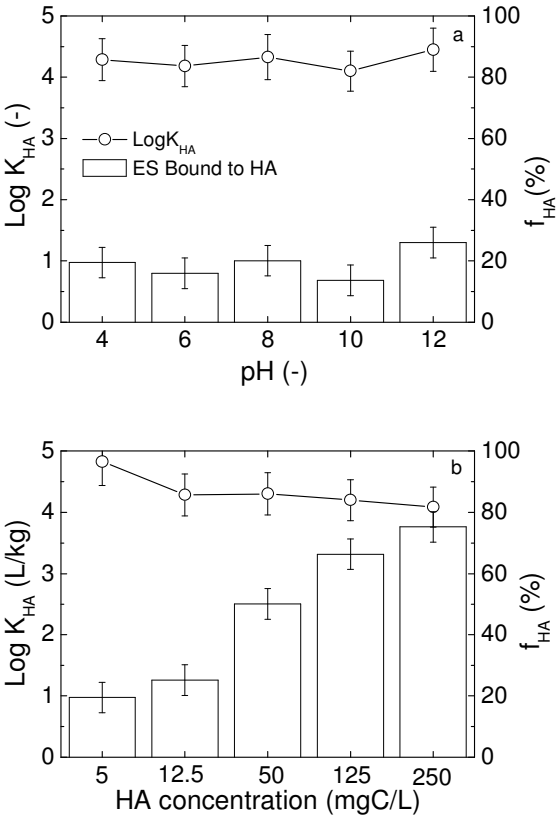 5
100
a
4
80
LogK_HA
3
60
ES Bound to HA
2
40
1
20
0
0
4 6 8 10 12
Log K_HA (-)
f_HA(%)
pH (-)
5
100
b
4
80
3
60
2
40
1
20
0
0
5 12.5 50 125 250
Log K_HA (L/kg)
f_HA (%)
HA concentration (mgC/L)